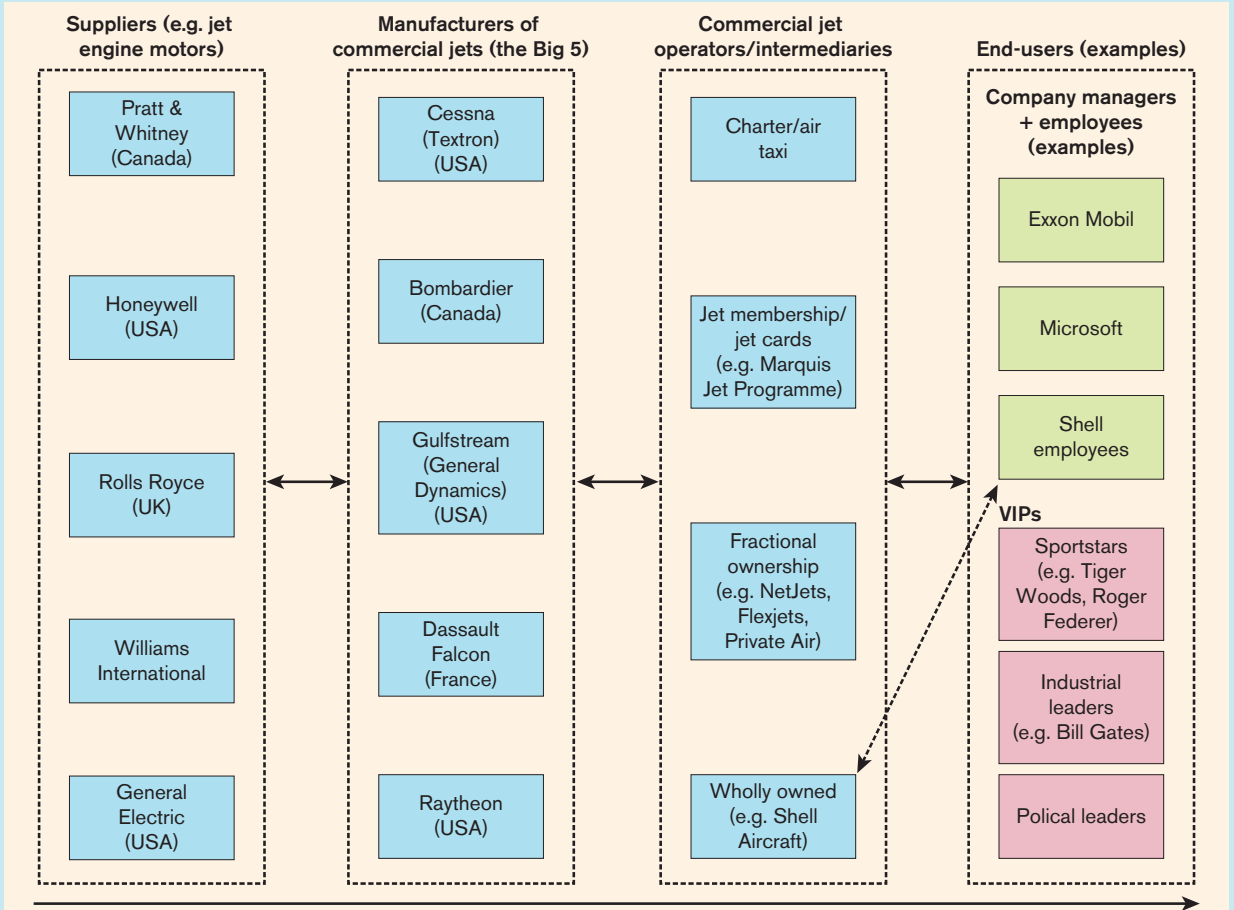 Suppliers (e.g. jet
engine motors)
Pratt &
Whitney
(Canada)
Honeywell
(USA)
Rolls Royce
(UK)
Williams
International
General
Electric
(USA)
Manufacturers of
commercial jets (the Big 5)
Cessna
(Textron)
(USA)
Bombardier
(Canada)
Gulfstream
(General
Dynamics)
(USA)
Dassault
Falcon
(France)
Raytheon
(USA)
Commercial jet
operators/intermediaries
Charter/air
taxi
Jet membership/
jet cards
(e.g. Marquis
Jet Programme)
Fractional
ownership
(e.g. NetJets,
Flexjets,
Private Air)
Wholly owned
(e.g. Shell
Aircraft)
End-users (examples)
Company managers
+ employees
(examples)
Exxon Mobil
Microsoft
Shell
employees
VIPs
Sportstars
(e.g. Tiger
Woods, Roger
Federer)
Industrial
leaders
(e.g. Bill Gates)
Polical leaders